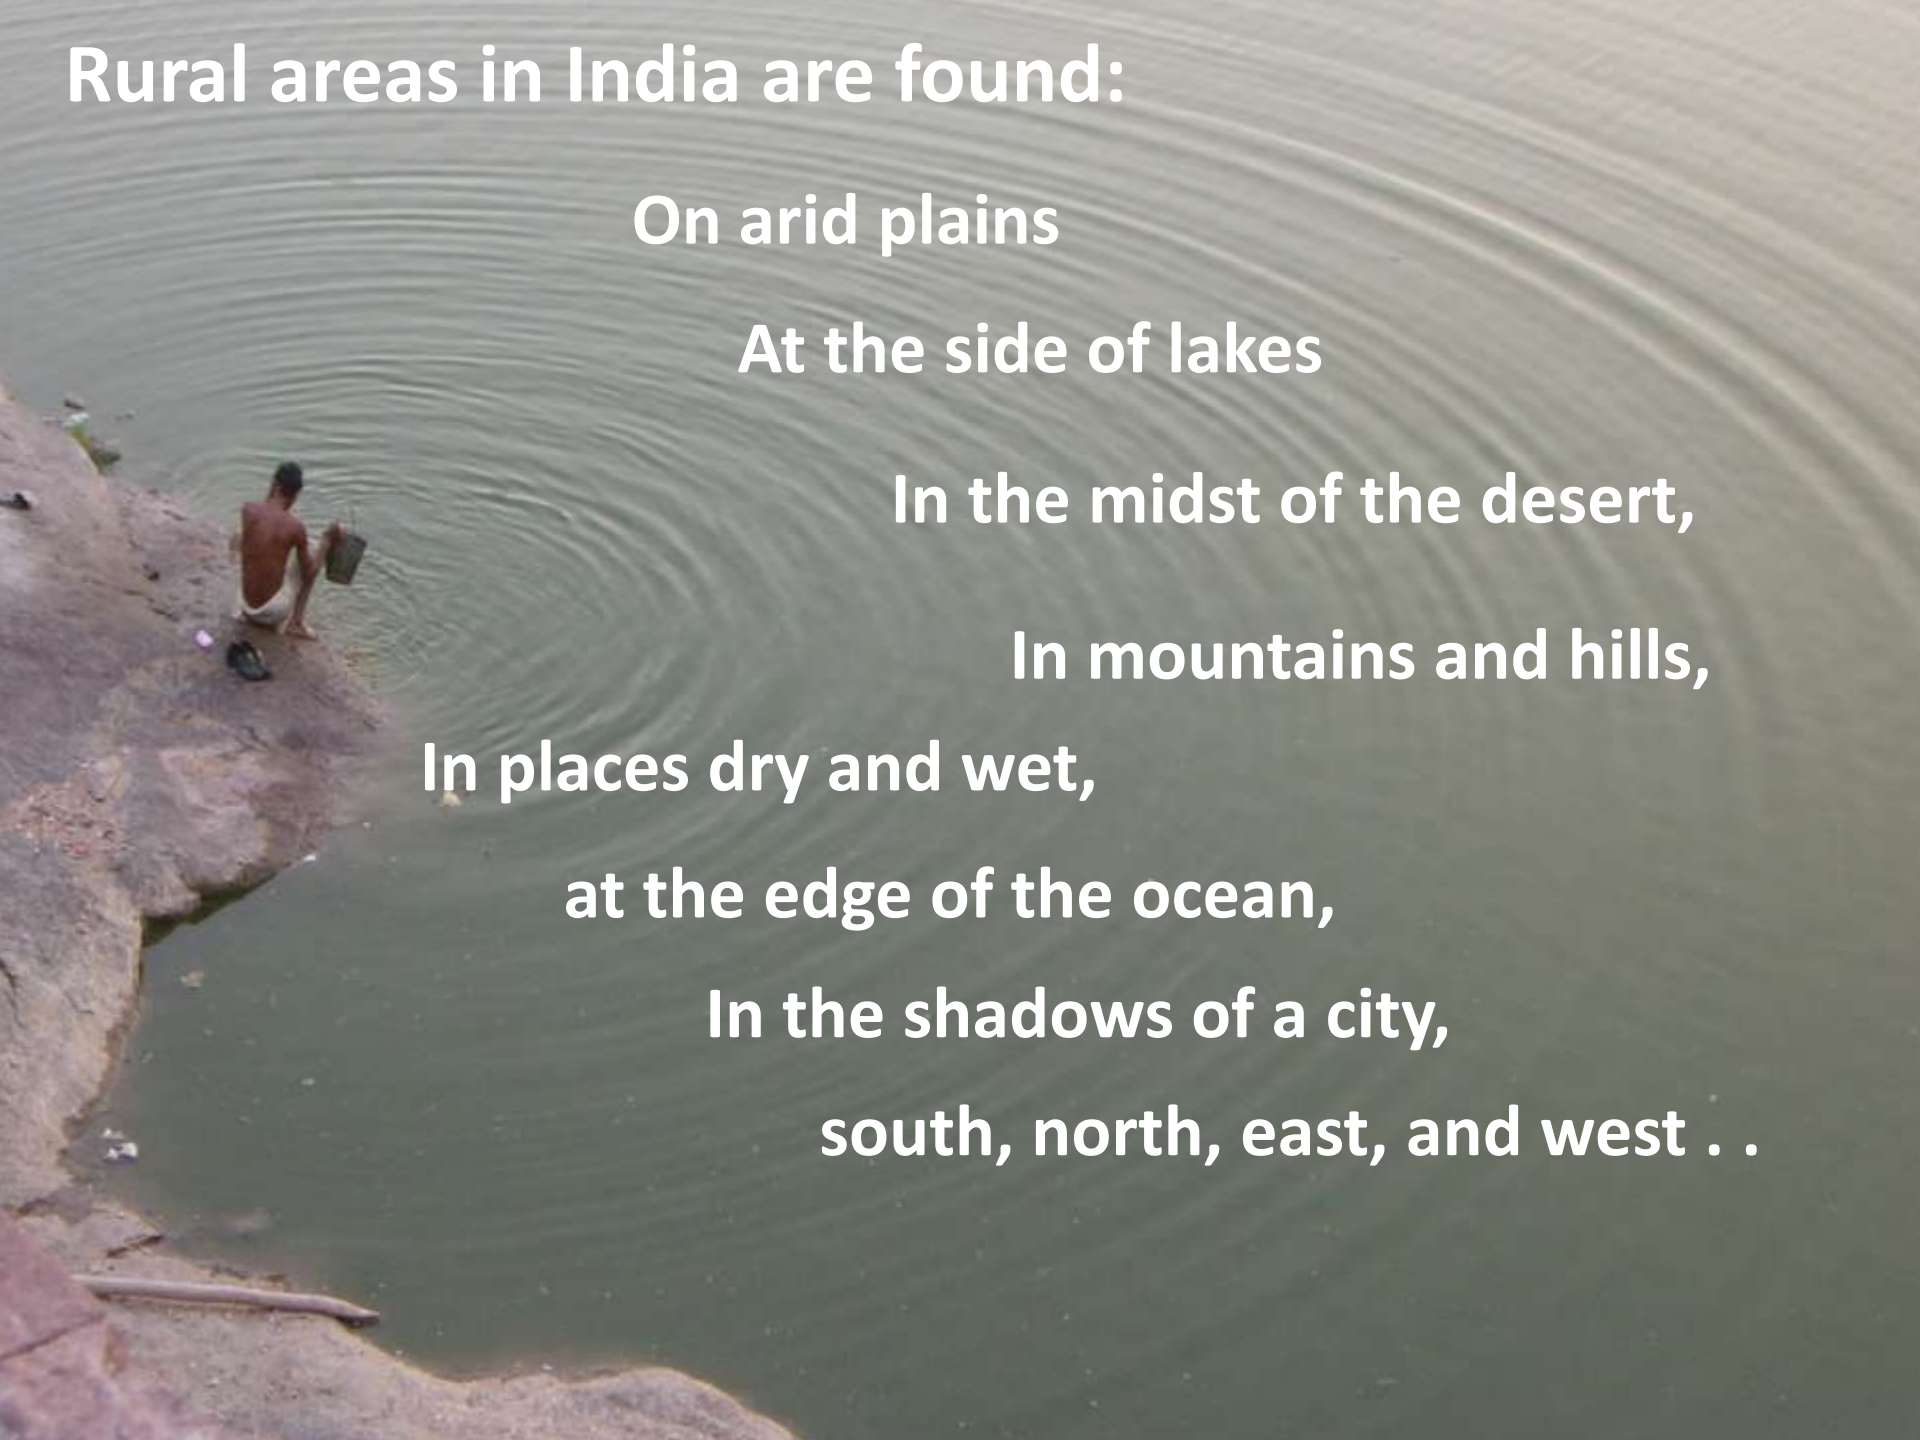 Rural areas in India are found:
On arid plains
At the side of lakes
In the midst of the desert,
In mountains and hills,
In places dry and wet,
at the edge of the ocean,
In the shadows of a city,
south, north, east, and west . .